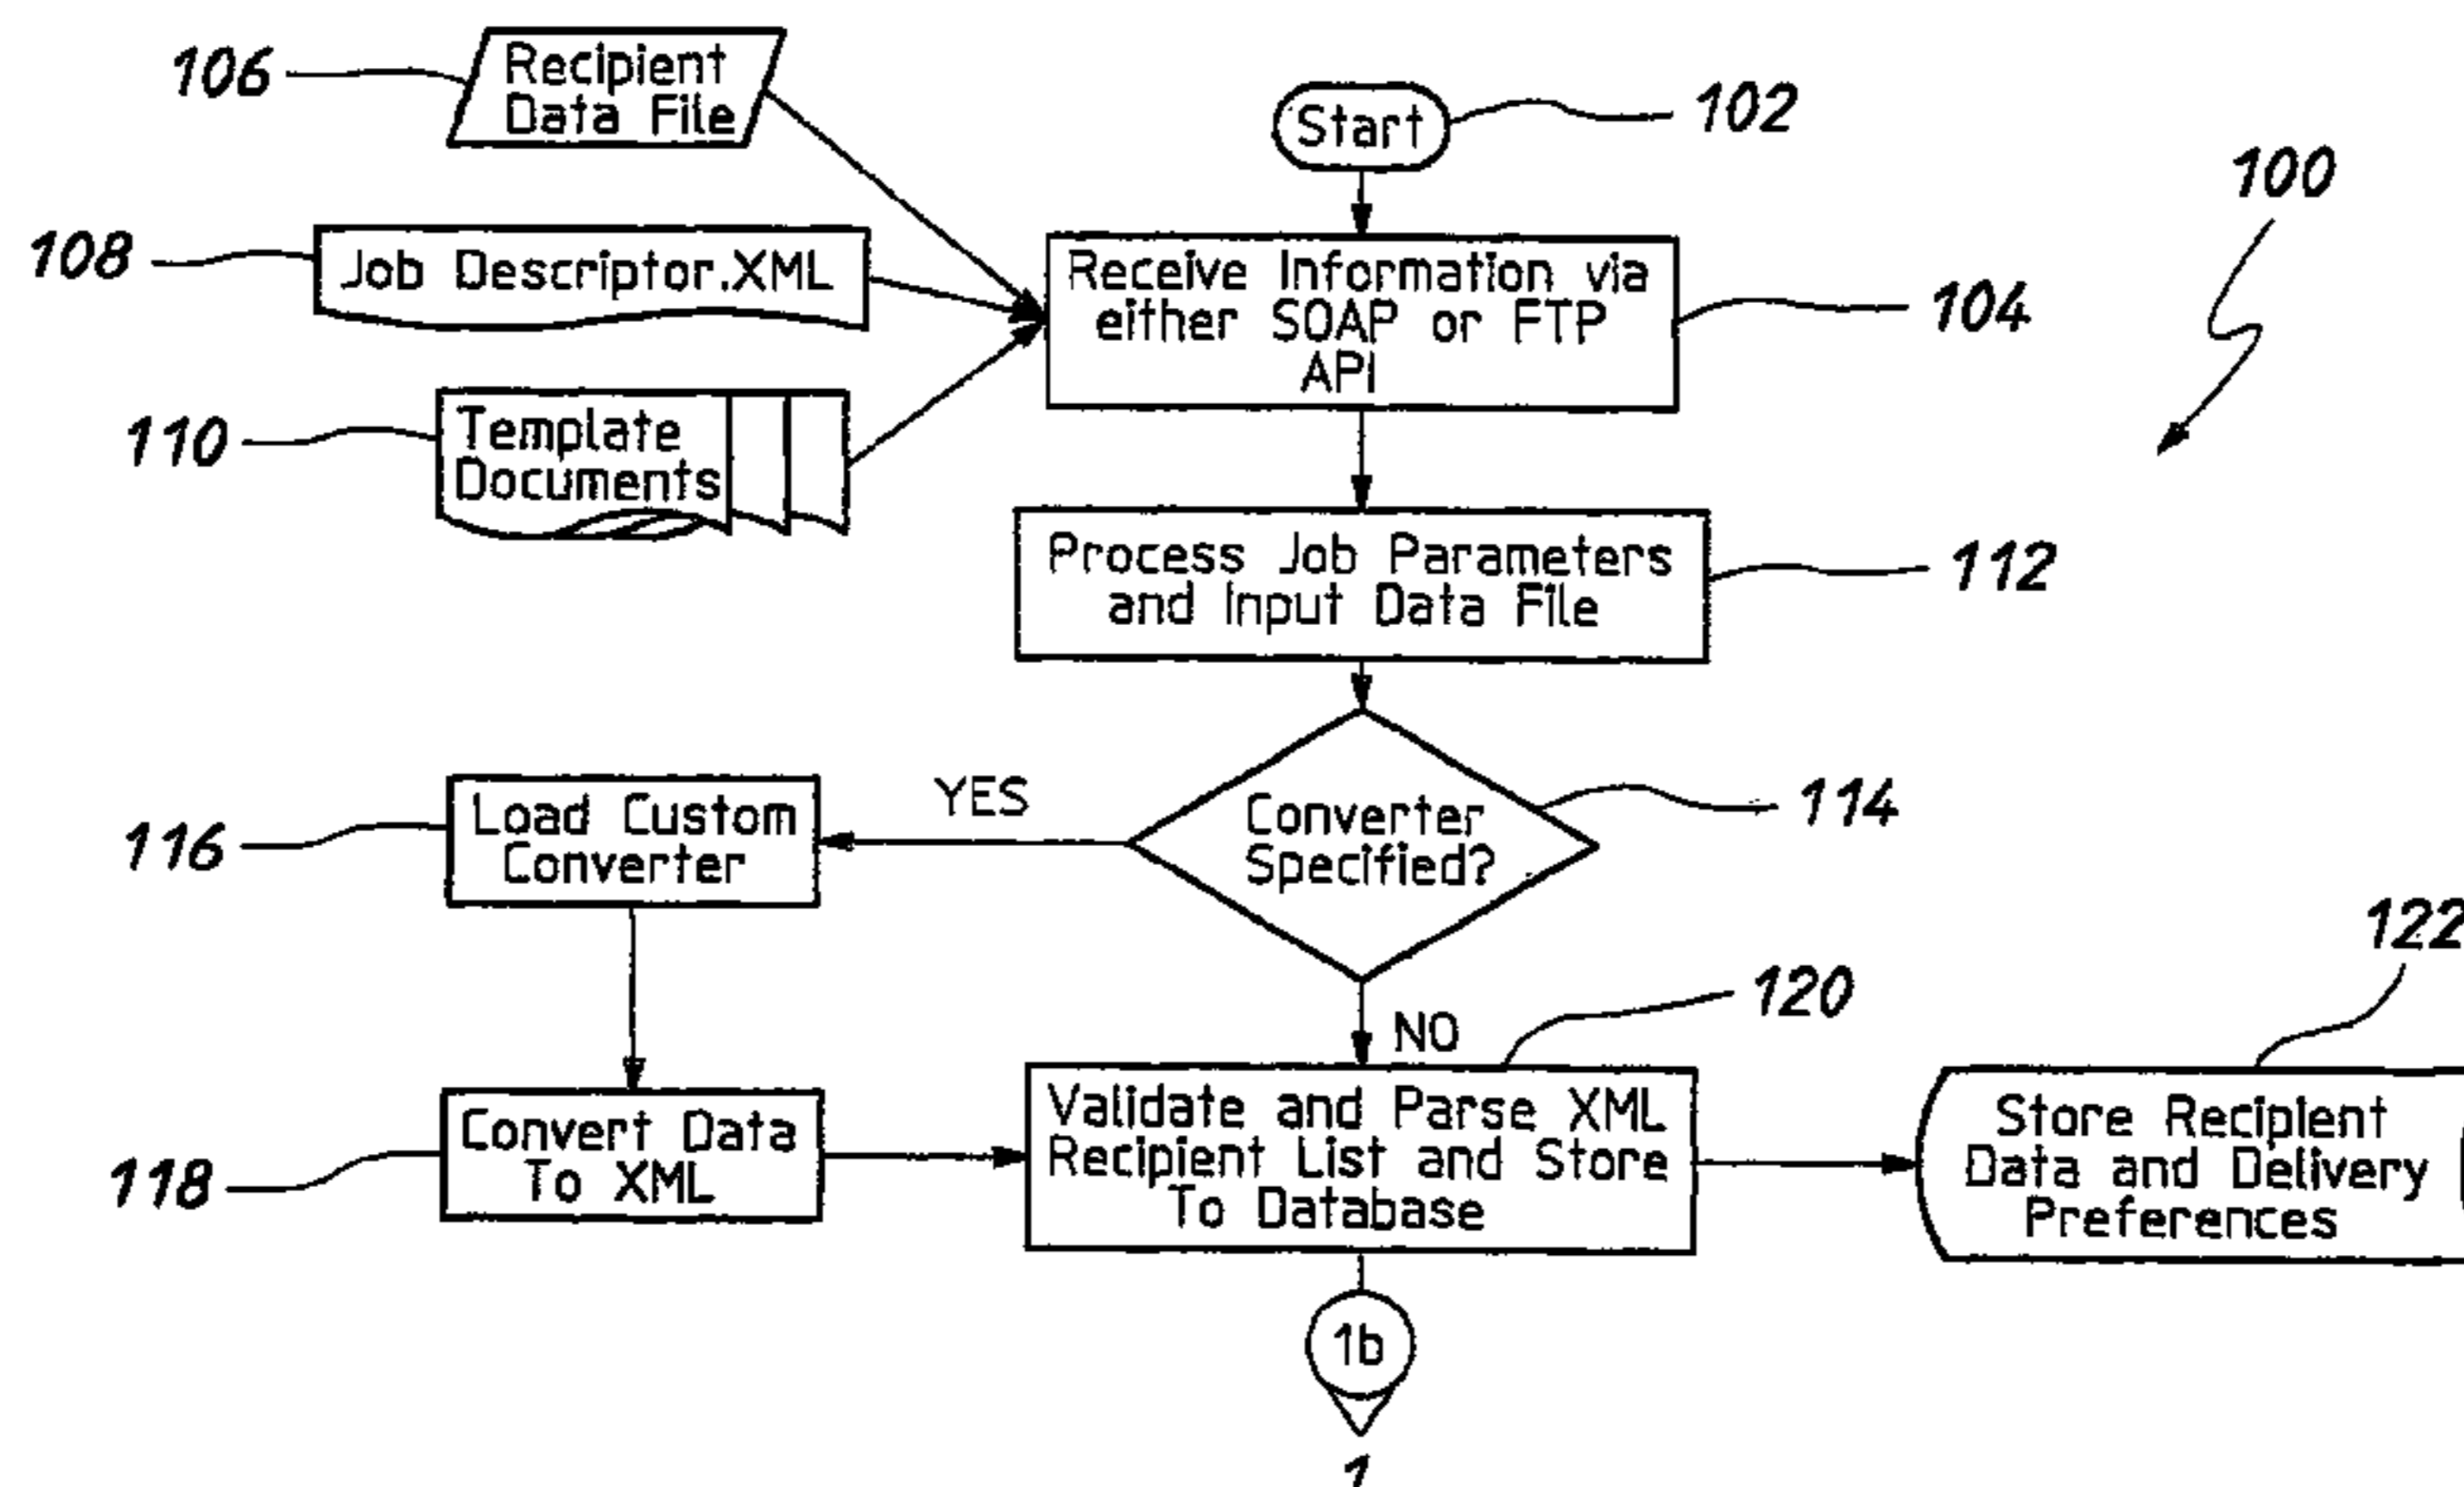 106
Recipient
Data File
Start
102
100
108
Job Descriptor.XML
Receive Information via
either SOAP or FTP
API
104
110
Template
Documents
Process Job Parameters
and Input Data File
112
Converter
Specified?
114
YES
116
Load Custom
Converter
NO
120
122
118
Convert Data
To XML
Validate and Parse XML
Recipient List and Store
To Database
Store Recipient
Data and Delivery
Preferences
1b
1